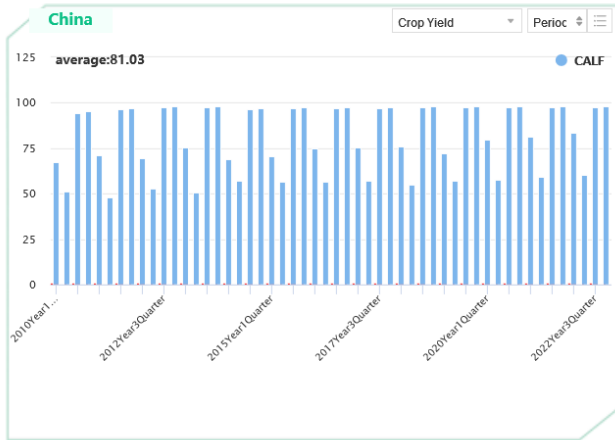 China
Crop Yield
Perioc
average:81.03
CALF
125
100
75
50
25
0
2010Year1...
2012Year3Quarter
2015Year1Quarter
2017Year3Quarter
2020Year1Quarter
2022Year3Quarter